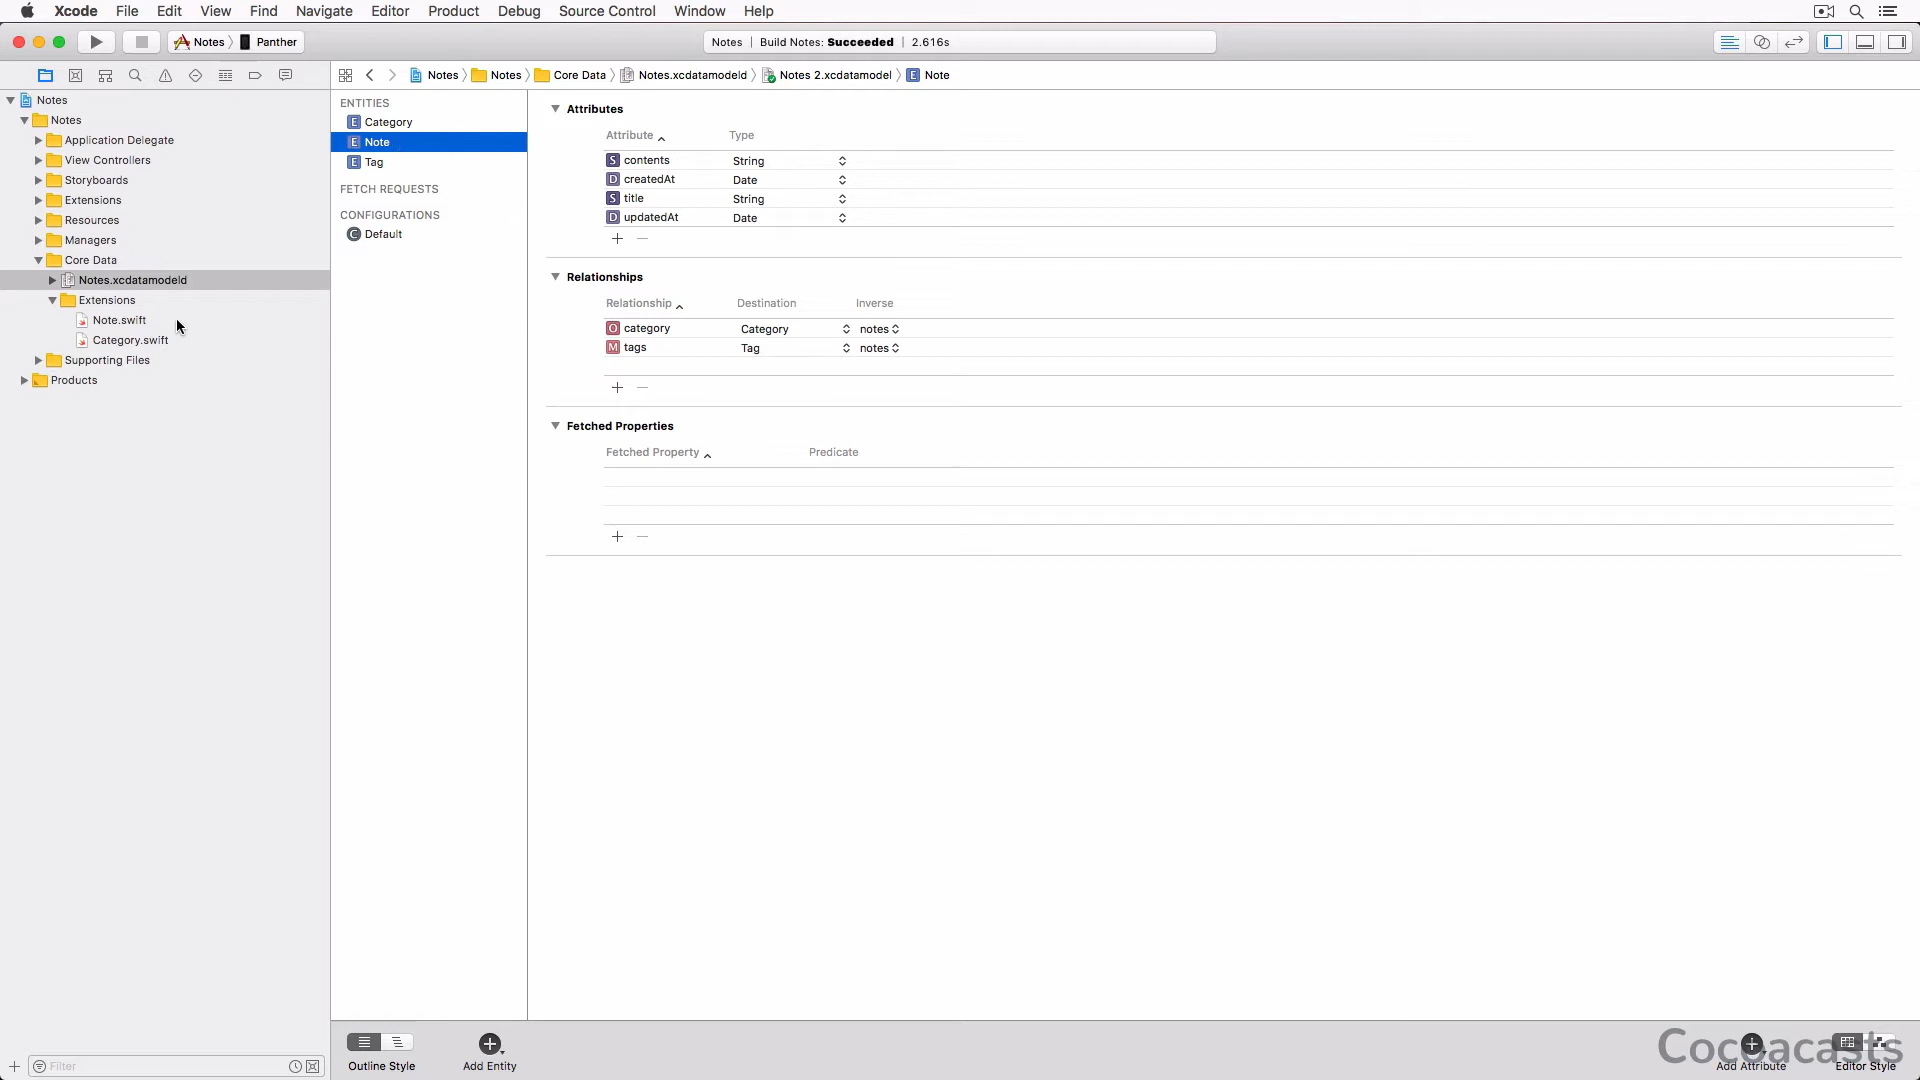 Xcode File Edit View Find Navigate Editor Product Debug Source Control Window Help
Notes Panther
Notes | Build Notes: Succeeded | 2.616s
Notes Notes Core Data Notes.xcdatamodeld Notes 2.xcdatamodel E Note
Notes
Notes
Application Delegate
View Controllers
Storyboards
Extensions
Resources
Managers
Core Data
Notes.xcdatamodeld
Extensions
Note.swift
Category.swift
Supporting Files
Products
Filter
ENTITIES
E Category
E Note
E Tag
FETCH REQUESTS
CONFIGURATIONS
C Default
Attributes
Attribute Type
S contents String
D createdAt Date
S title String
D updatedAt Date
Relationships
Relationship Destination Inverse
O category Category notes
M tags Tag notes
Fetched Properties
Fetched Property Predicate
Outline Style
Add Entity
Add Attribute
Editor Style
Cocoacasts